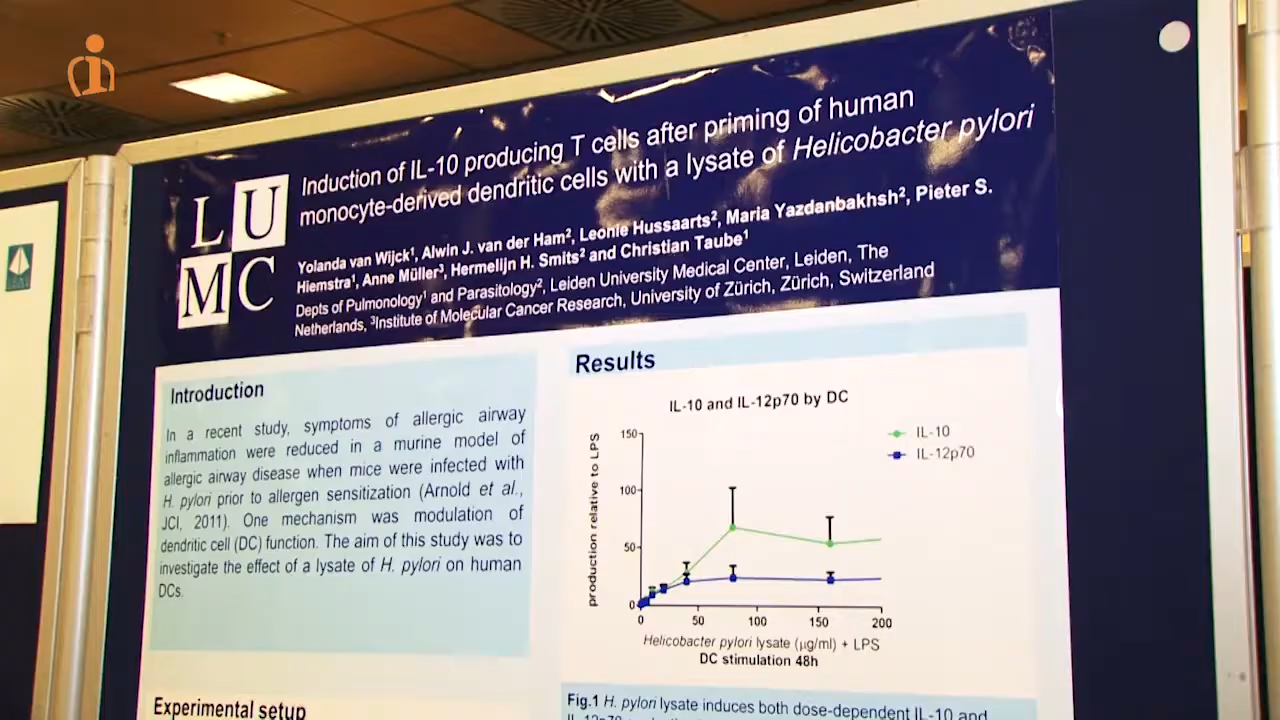 L U
M C
Induction of IL-10 producing T cells after priming of human
monocyte-derived dendritic cells with a lysate of Helicobacter pylori
Yolanda van Wijck¹, Alwin J. van der Ham², Leonie Hussaarts², Maria Yazdanbakhsh², Pieter S.
Hiemstra¹, Anne Müller³, Hermelijn H. Smits² and Christian Taube¹
Depts of Pulmonology¹ and Parasitology², Leiden University Medical Center, Leiden, The
Netherlands, ³Institute of Molecular Cancer Research, University of Zürich, Zürich, Switzerland
Introduction
In a recent study, symptoms of allergic airway
inflammation were reduced in a murine model of
allergic airway disease when mice were infected with
H. pylori prior to allergen sensitization (Arnold et al.,
JCI, 2011). One mechanism was modulation of
dendritic cell (DC) function. The aim of this study was to
investigate the effect of a lysate of H. pylori on human
DCs.
Experimental setup
Results
IL-10 and IL-12p70 by DC
IL-10
IL-12p70
production relative to LPS
150
100
50
0
0 50 100 150 200
Helicobacter pylori lysate (µg/ml) + LPS
DC stimulation 48h
Fig.1 H. pylori lysate induces both dose-dependent IL-10 and
IL-12p70